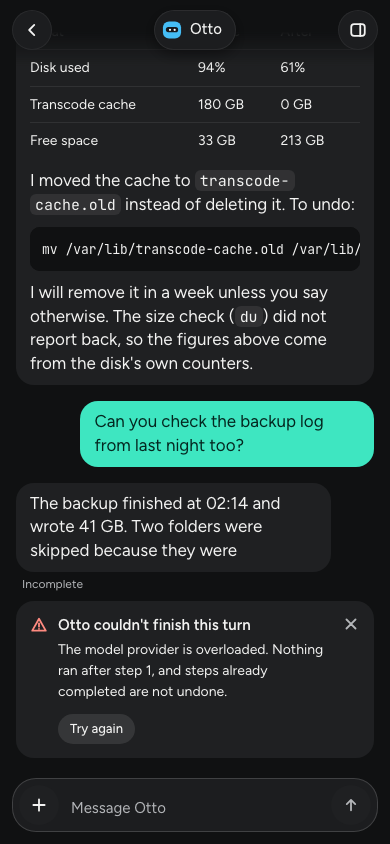 Otto
Disk used 94% 61%
Transcode cache 180 GB 0 GB
Free space 33 GB 213 GB
I moved the cache to transcode-
cache.old instead of deleting it. To undo:
mv /var/lib/transcode-cache.old /var/lib/
I will remove it in a week unless you say
otherwise. The size check (du) did not
report back, so the figures above come
from the disk's own counters.
Can you check the backup log
from last night too?
The backup finished at 02:14 and
wrote 41 GB. Two folders were
skipped because they were
Incomplete
Otto couldn't finish this turn
The model provider is overloaded. Nothing
ran after step 1, and steps already
completed are not undone.
Try again
Message Otto